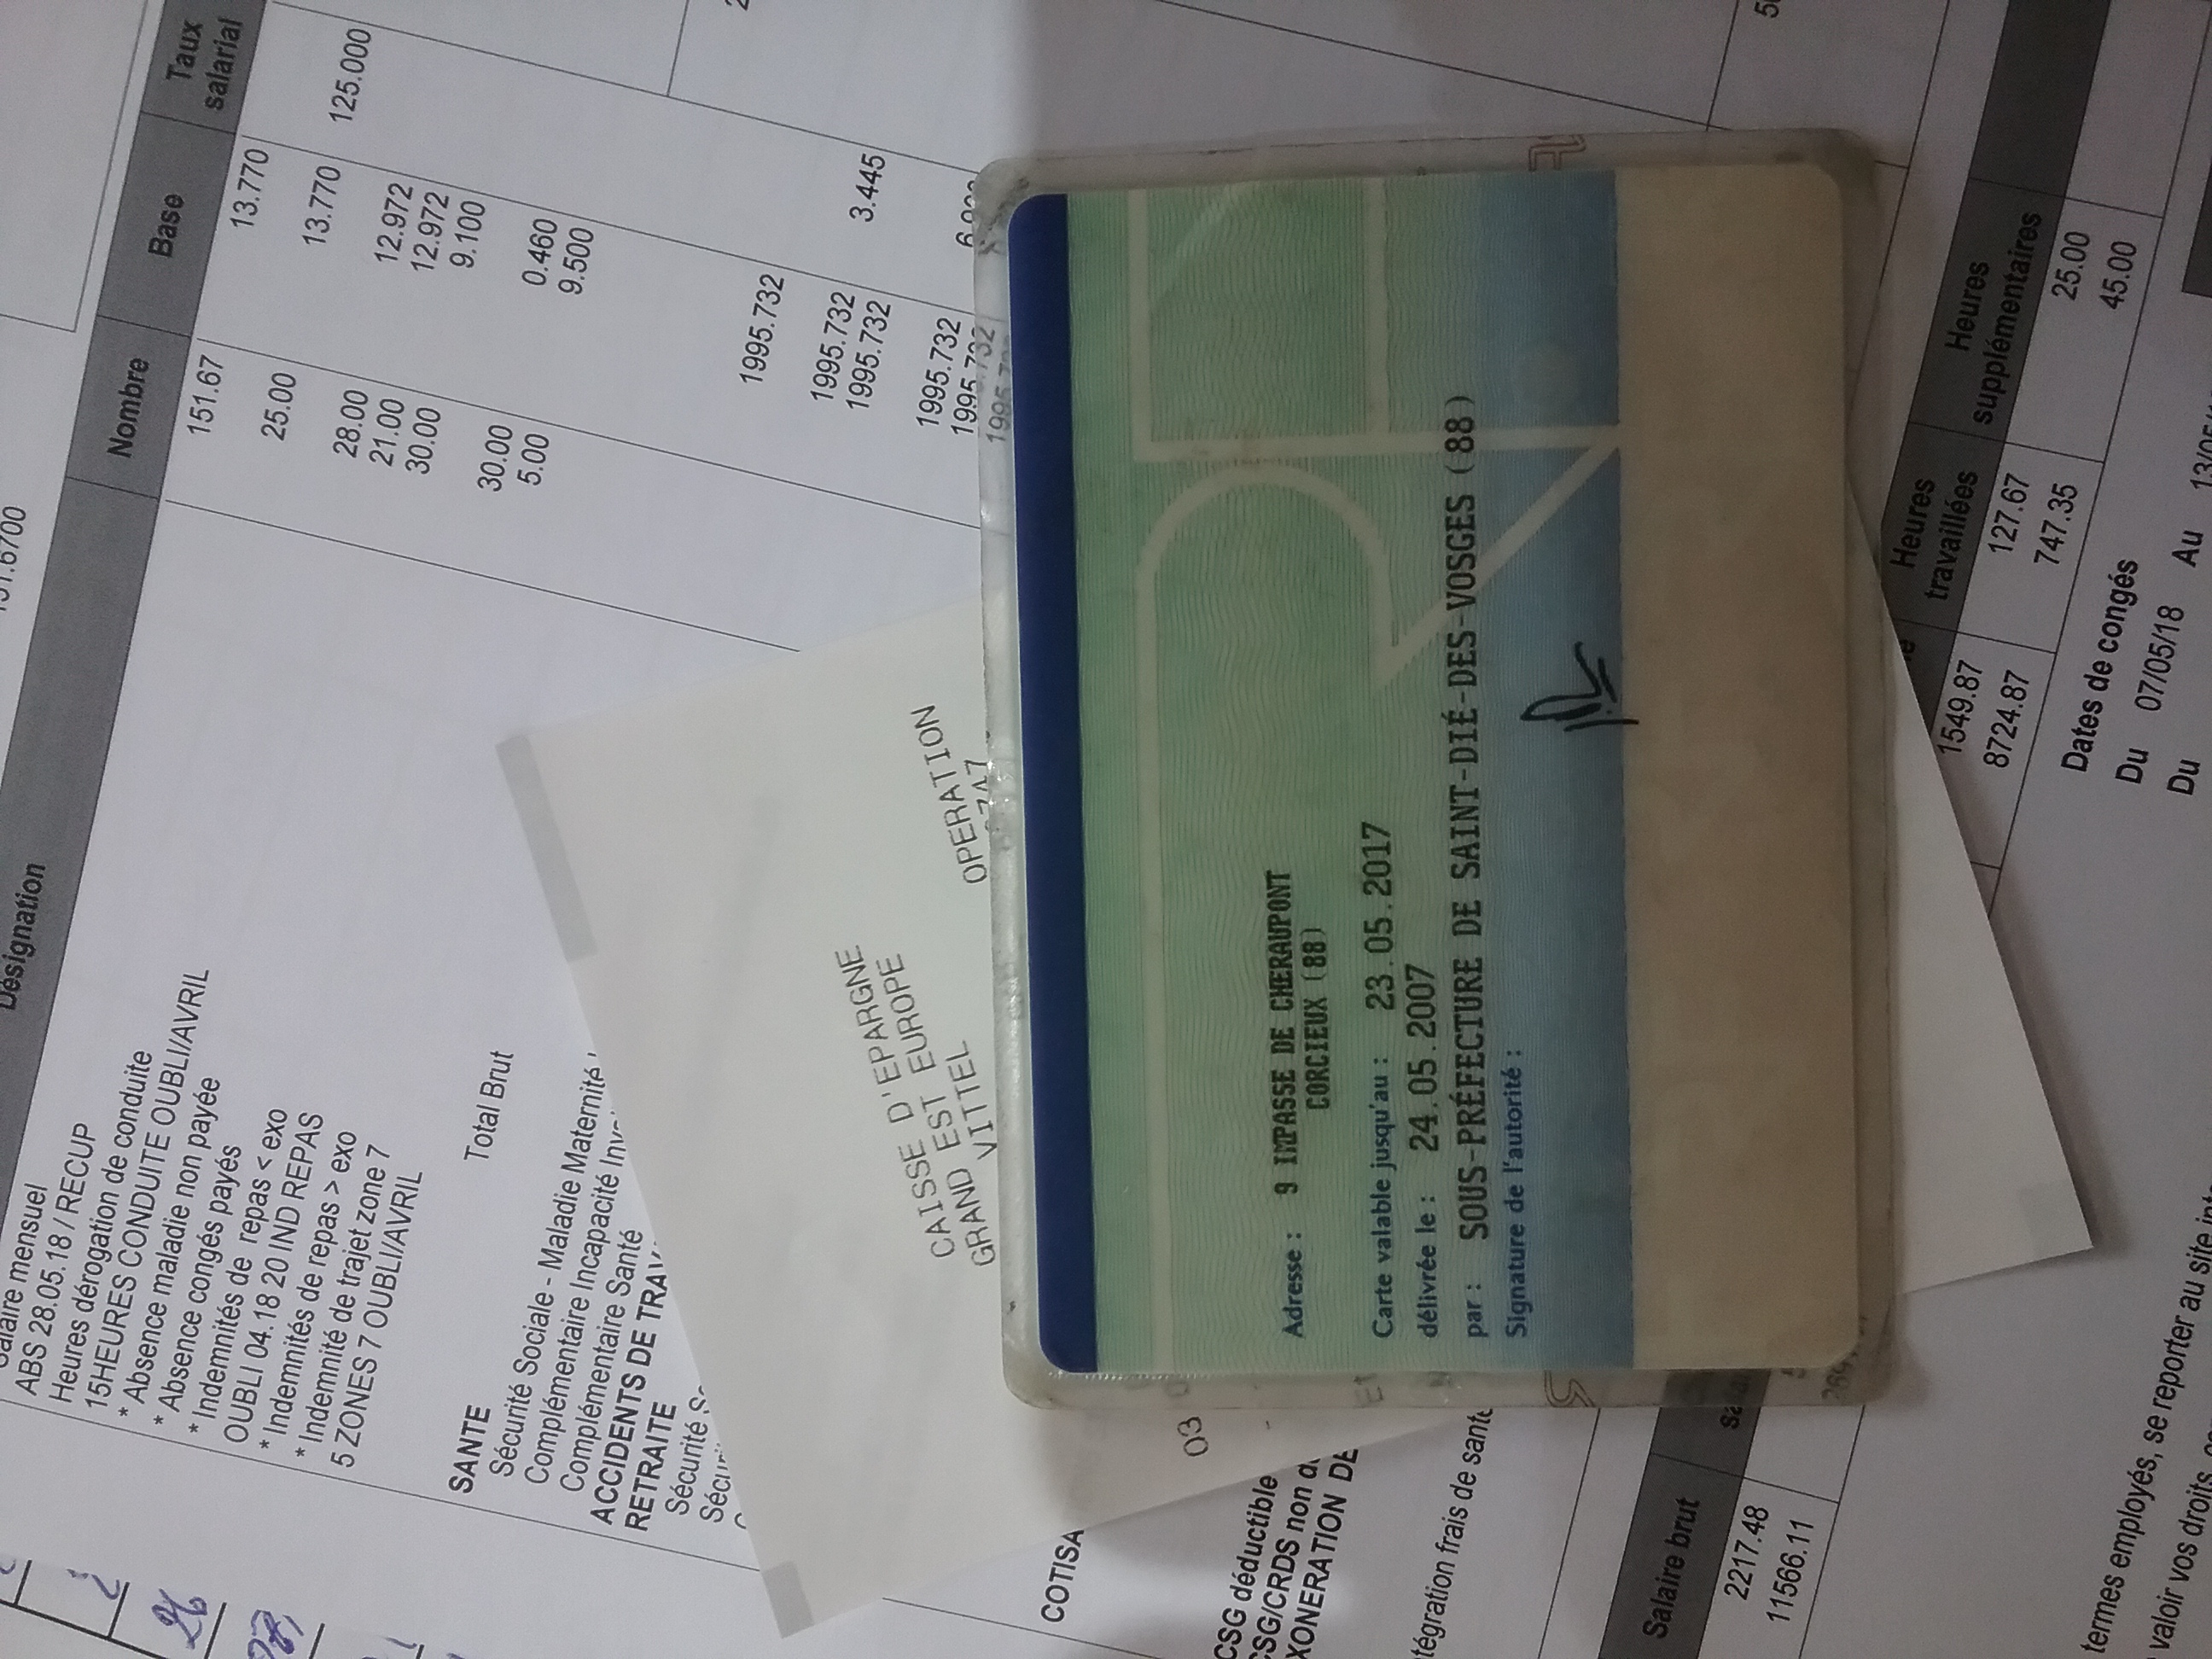 Désignation
Nombre
Base
Taux
salarial
ABS 28.05.18 / RECUP
Heures dérogation de conduite
15HEURES CONDUITE OUBLI/AVRIL
* Absence maladie non payée
* Absence congés payés
* Indemnités de repas < exo
OUBLI 04.18 20 IND REPAS
* Indemnités de repas > exo
* Indemnité de trajet zone 7
5 ZONES 7 OUBLI/AVRIL
Total Brut
151.67 13.770
25.00 13.770 125.000
28.00 12.972
21.00 12.972
30.00 9.100
30.00 0.460
5.00 9.500
SANTE
Sécurité Sociale - Maladie Maternité
Complémentaire Incapacité
Complémentaire Santé
ACCIDENTS DE
RETRAITE
Sécurité
1995.732
1995.732
1995.732 3.445
1995.732
CAISSE D'EPARGNE
GRAND EST EUROPE
VITTEL
OPERATION
03
Adresse : 9 IMPASSE DE CHERAUPONT
CORCIEUX (88)
Carte valable jusqu'au : 23.05.2017
délivrée le : 24.05.2007
par : SOUS-PRÉFECTURE DE SAINT-DIÉ-DES-VOSGES (88)
Signature de l'autorité :
CSG déductible
CSG/CRDS non
frais de santé
Salaire brut
2217.48
11566.11
1549.87
8724.87
Heures
travaillées
127.67
747.35
Heures
supplémentaires
25.00
45.00
Dates de congés
Du 07/05/18 Au
Du
termes employés, se reporter au site
valoir vos droits